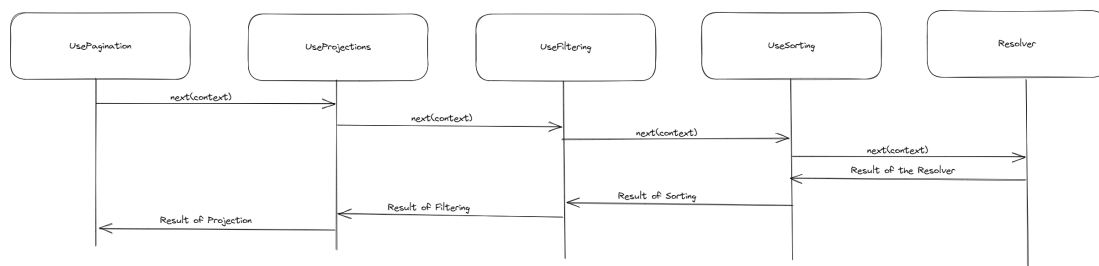 UsePagination
UseProjections
UseFiltering
UseSorting
Resolver
next(context)
next(context)
next(context)
next(context)
Result of the Resolver
Result of Sorting
Result of Filtering
Result of Projection